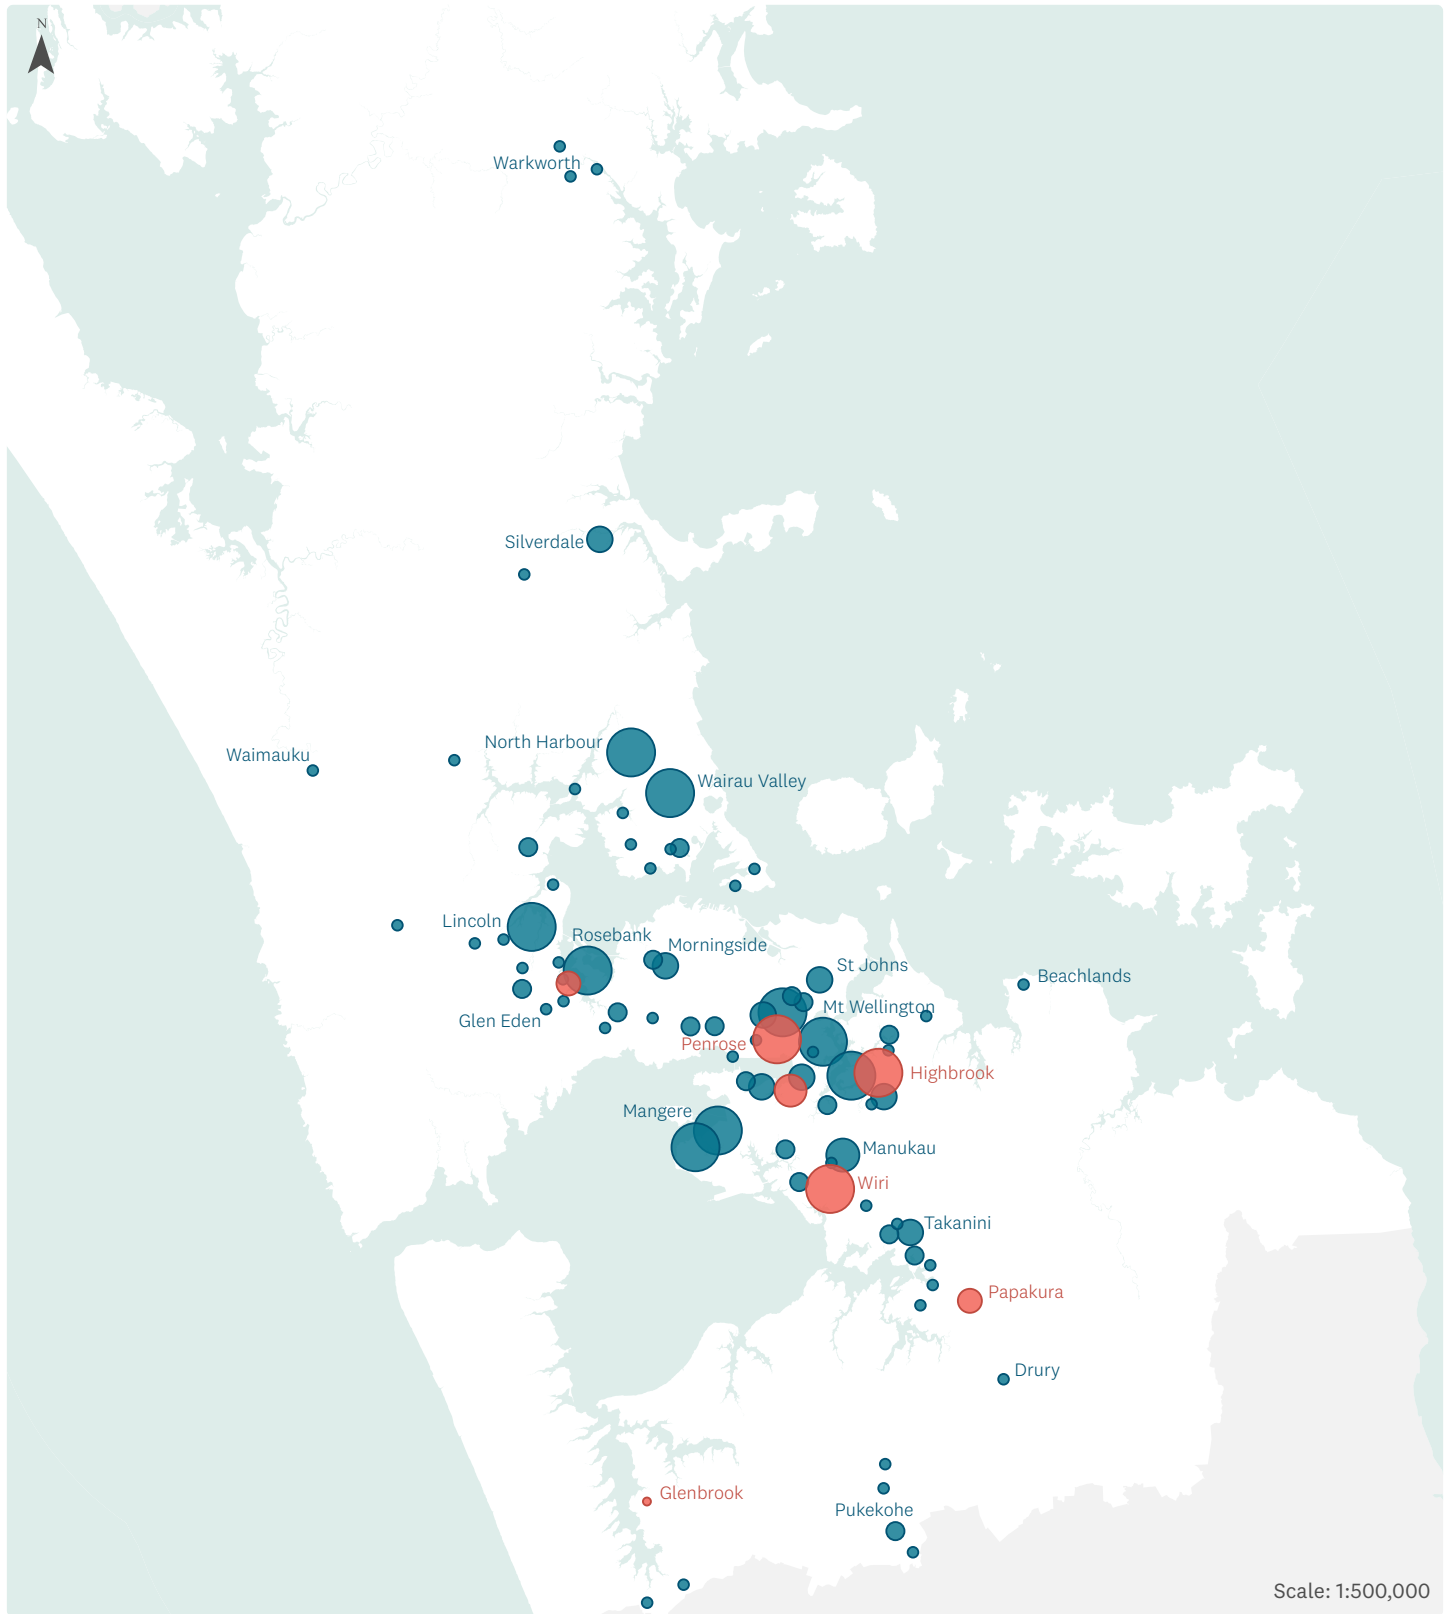 N
Warkworth
Silverdale
North Harbour
Waimauku
Wairau Valley
Lincoln
Rosebank
Morningside
St Johns
Beachlands
Mt Wellington
Glen Eden
Penrose
Highbrook
Mangere
Manukau
Wiri
Takanini
Papakura
Drury
Glenbrook
Pukekohe
Scale: 1:500,000